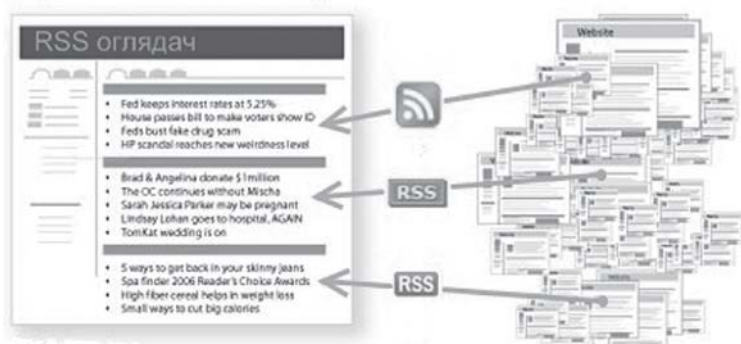 RSS оглядач
Fed keeps interest rates at 5.25%
House passes bill to make voters show ID
Feds bust fake drug scam
HP scandal reaches new weirdness level
Brad & Angelina donate $1million
The OC continues without Mischa
Sarah Jessica Parker may be pregnant
Lindsay Lohan goes to hospital, AGAIN
TomKat wedding is on
5 ways to get back in your skinny jeans
Spa finder 2006 Reader's Choice Awards
High fiber cereal helps in weight loss
Small ways to cut big calories
RSS
RSS
Website